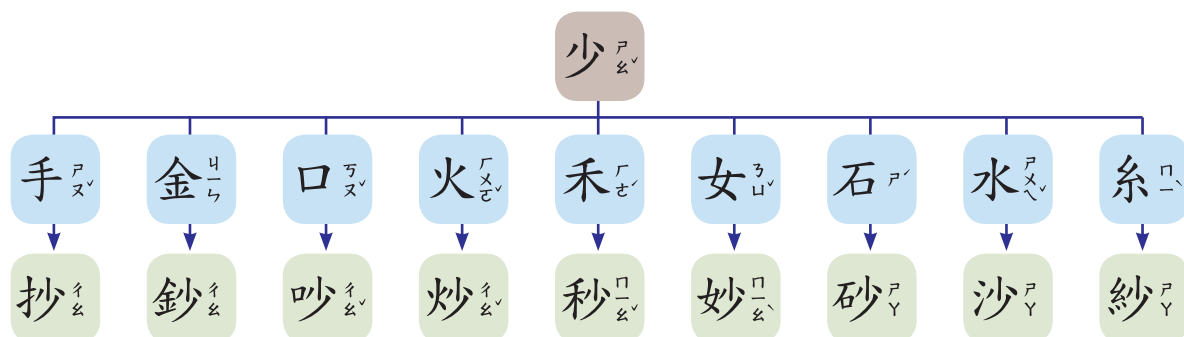 少ㄕㄠˇ
手ㄕㄡˇ 金ㄐㄧㄣ 口ㄎㄡˇ 火ㄏㄨㄛˇ 禾ㄏㄜˊ 女ㄋㄩˇ 石ㄕˊ 水ㄕㄨㄟˇ 糸ㄇㄧˋ
抄ㄔㄠ 鈔ㄔㄠ 吵ㄔㄠˇ 炒ㄔㄠˇ 秒ㄇㄧㄠˇ 妙ㄇㄧㄠˋ 砂ㄕㄚ 沙ㄕㄚ 紗ㄕㄚ